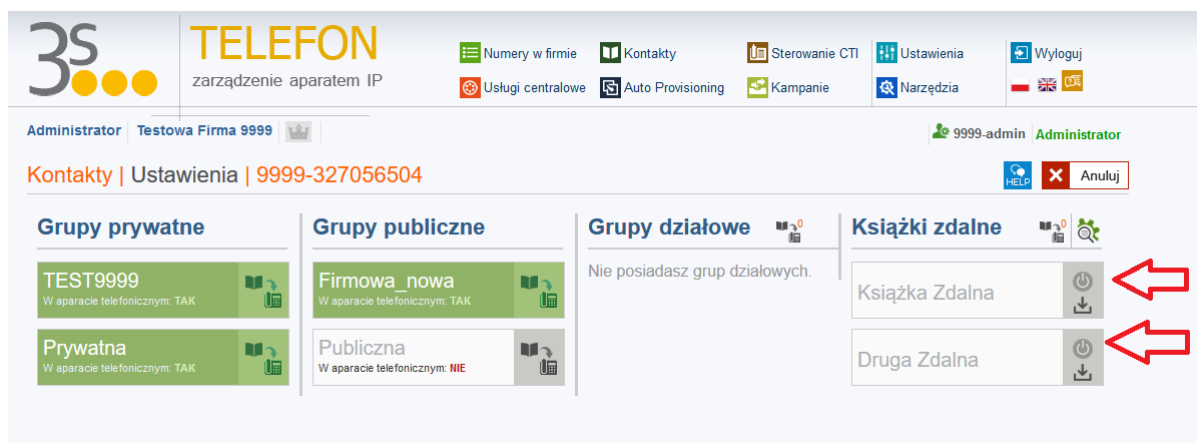 3S
TELEFON
zarządzenie aparatem IP
Numery w firmie
Kontakty
Sterowanie CTI
Ustawienia
Wyloguj
Usługi centralowe
Auto Provisioning
Kampanie
Narzędzia
Administrator
Testowa Firma 9999
9999-admin
Administrator
Kontakty | Ustawienia | 9999-327056504
HELP
Anuluj
Grupy prywatne
TEST9999
W aparacie telefonicznym: TAK
Prywatna
W aparacie telefonicznym: TAK
Grupy publiczne
Firmowa_nowa
W aparacie telefonicznym: TAK
Publiczna
W aparacie telefonicznym: NIE
Grupy działowe
0
Nie posiadasz grup działowych.
Książki zdalne
0
Książka Zdalna
Druga Zdalna